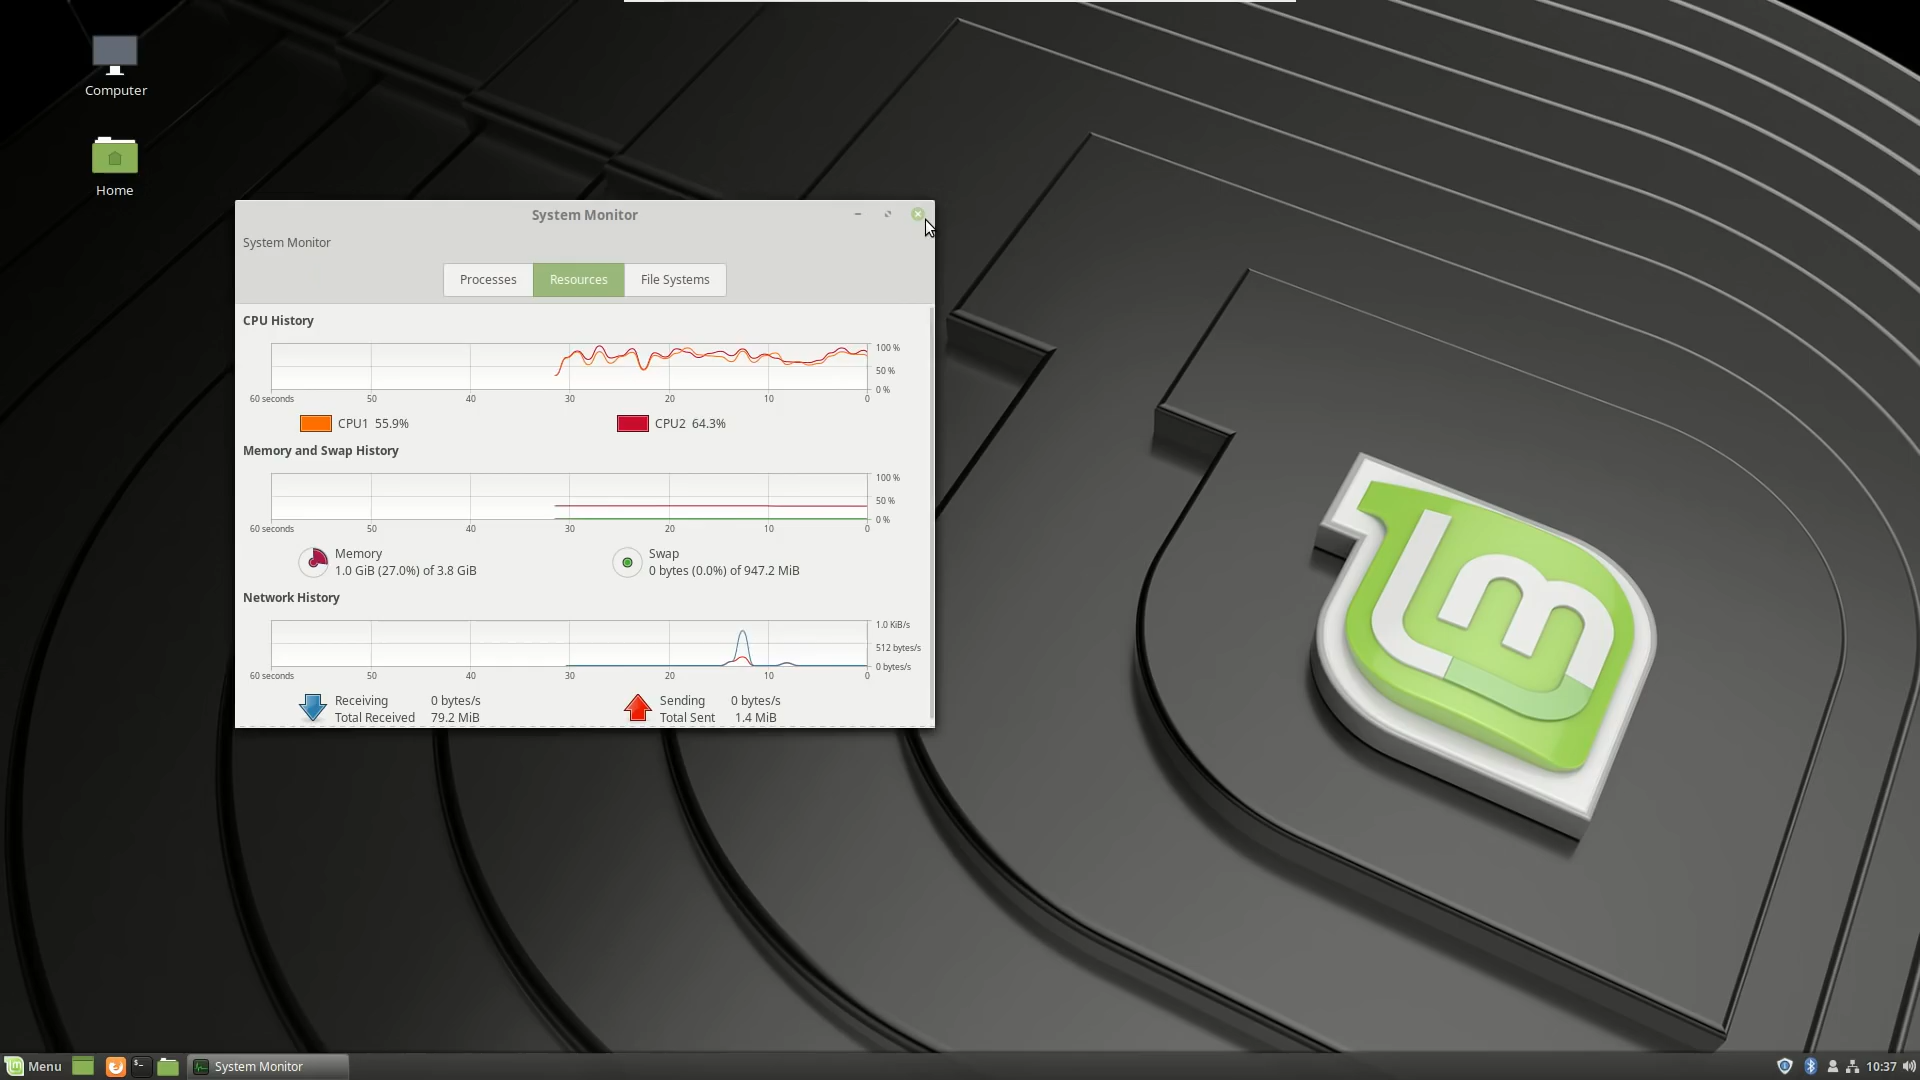 Computer
Home
System Monitor
System Monitor
Processes Resources File Systems
CPU History
100 %
50 %
0 %
60 seconds 50 40 30 20 10 0
CPU1 55.9% CPU2 64.3%
Memory and Swap History
100 %
50 %
0 %
60 seconds 50 40 30 20 10 0
Memory Swap
1.0 GiB (27.0%) of 3.8 GiB 0 bytes (0.0%) of 947.2 MiB
Network History
1.0 KiB/s
512 bytes/s
0 bytes/s
60 seconds 50 40 30 20 10 0
Receiving 0 bytes/s Sending 0 bytes/s
Total Received 79.2 MiB Total Sent 1.4 MiB
lm
Menu System Monitor 10:37